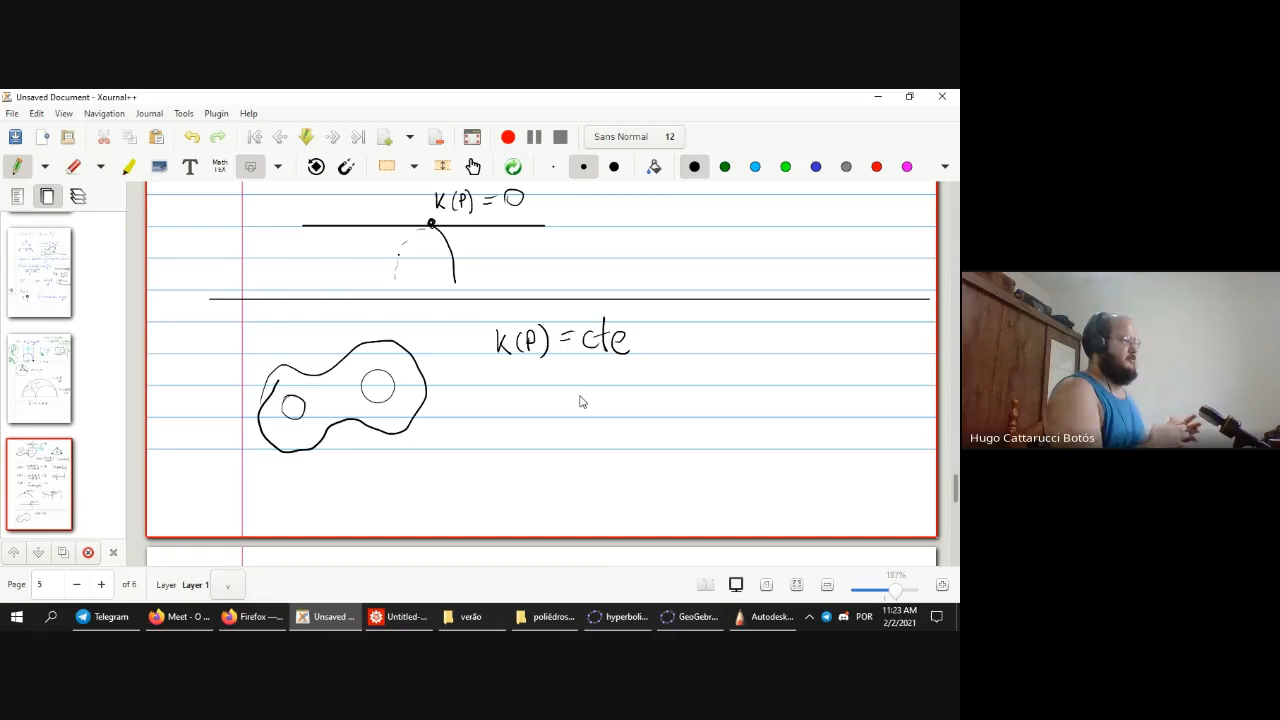 Unsaved Document - Xournal++
File Edit View Navigation Journal Tools Plugin Help
Sans Normal 12
T Math TEX
K(P) = 0
K(P) = cte
Hugo Cattarucci Botós
Page 5 of 6 Layer Layer 1 187%
Telegram Meet - O ... Firefox —... Unsaved ... Untitled-... verão poliédros... hyperboli... GeoGebr... Autodesk... POR 11:23 AM
2/2/2021